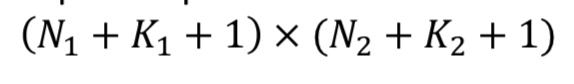 (N₁ + K₁ + 1) × (N₂ + K₂ + 1)